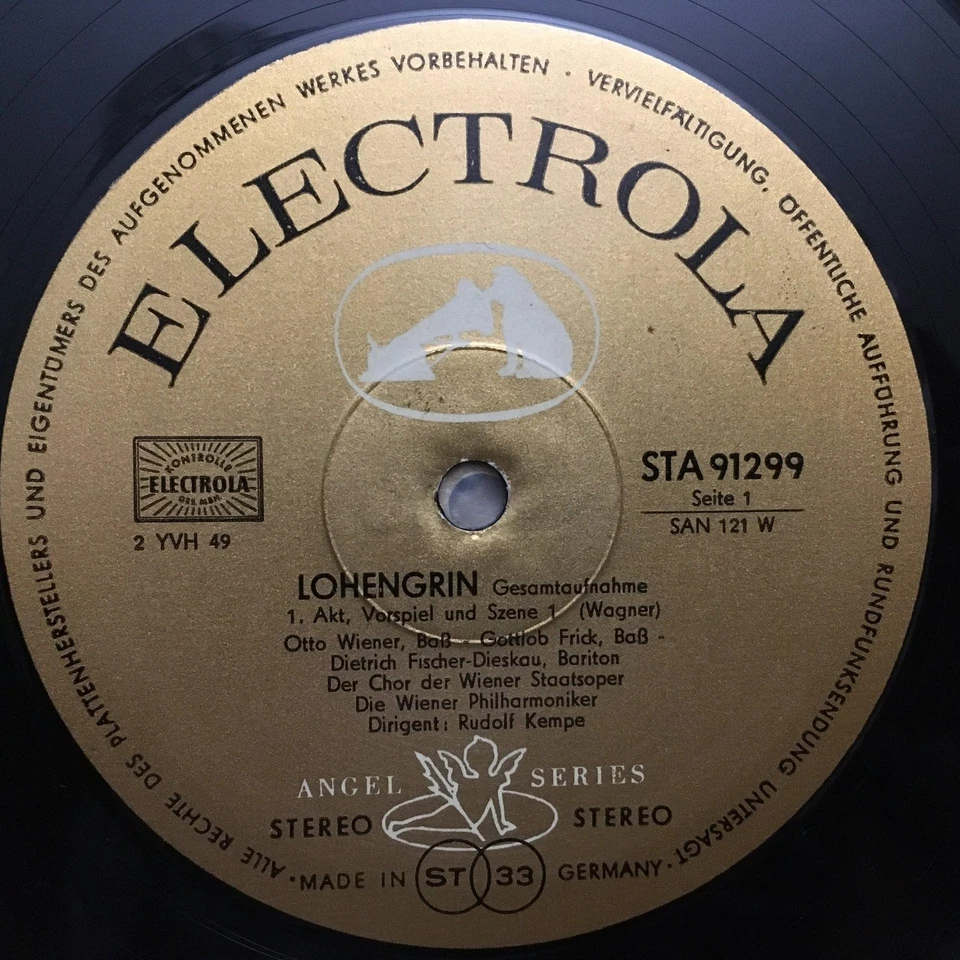 ALLE RECHTE DES PLATTENHERSTELLERS UND EIGENTÜMERS DES AUFGENOMMENEN WERKES VORBEHALTEN · VERVIELFÄLTIGUNG, ÖFFENTLICHE AUFFÜHRUNG UND RUNDFUNKSENDUNG UNTERSAGT·
ELECTROLA
KONTROLLE
ELECTROLA
GES. MBH.
2 YVH 49
STA 91299
Seite 1
SAN 121 W
LOHENGRIN Gesamtaufnahme
1. Akt, Vorspiel und Szene 1 (Wagner)
Otto Wiener, Baß - Gottlob Frick, Baß -
Dietrich Fischer-Dieskau, Bariton
Der Chor der Wiener Staatsoper
Die Wiener Philharmoniker
Dirigent: Rudolf Kempe
ANGEL SERIES
STEREO STEREO
·MADE IN ST 33 GERMANY·